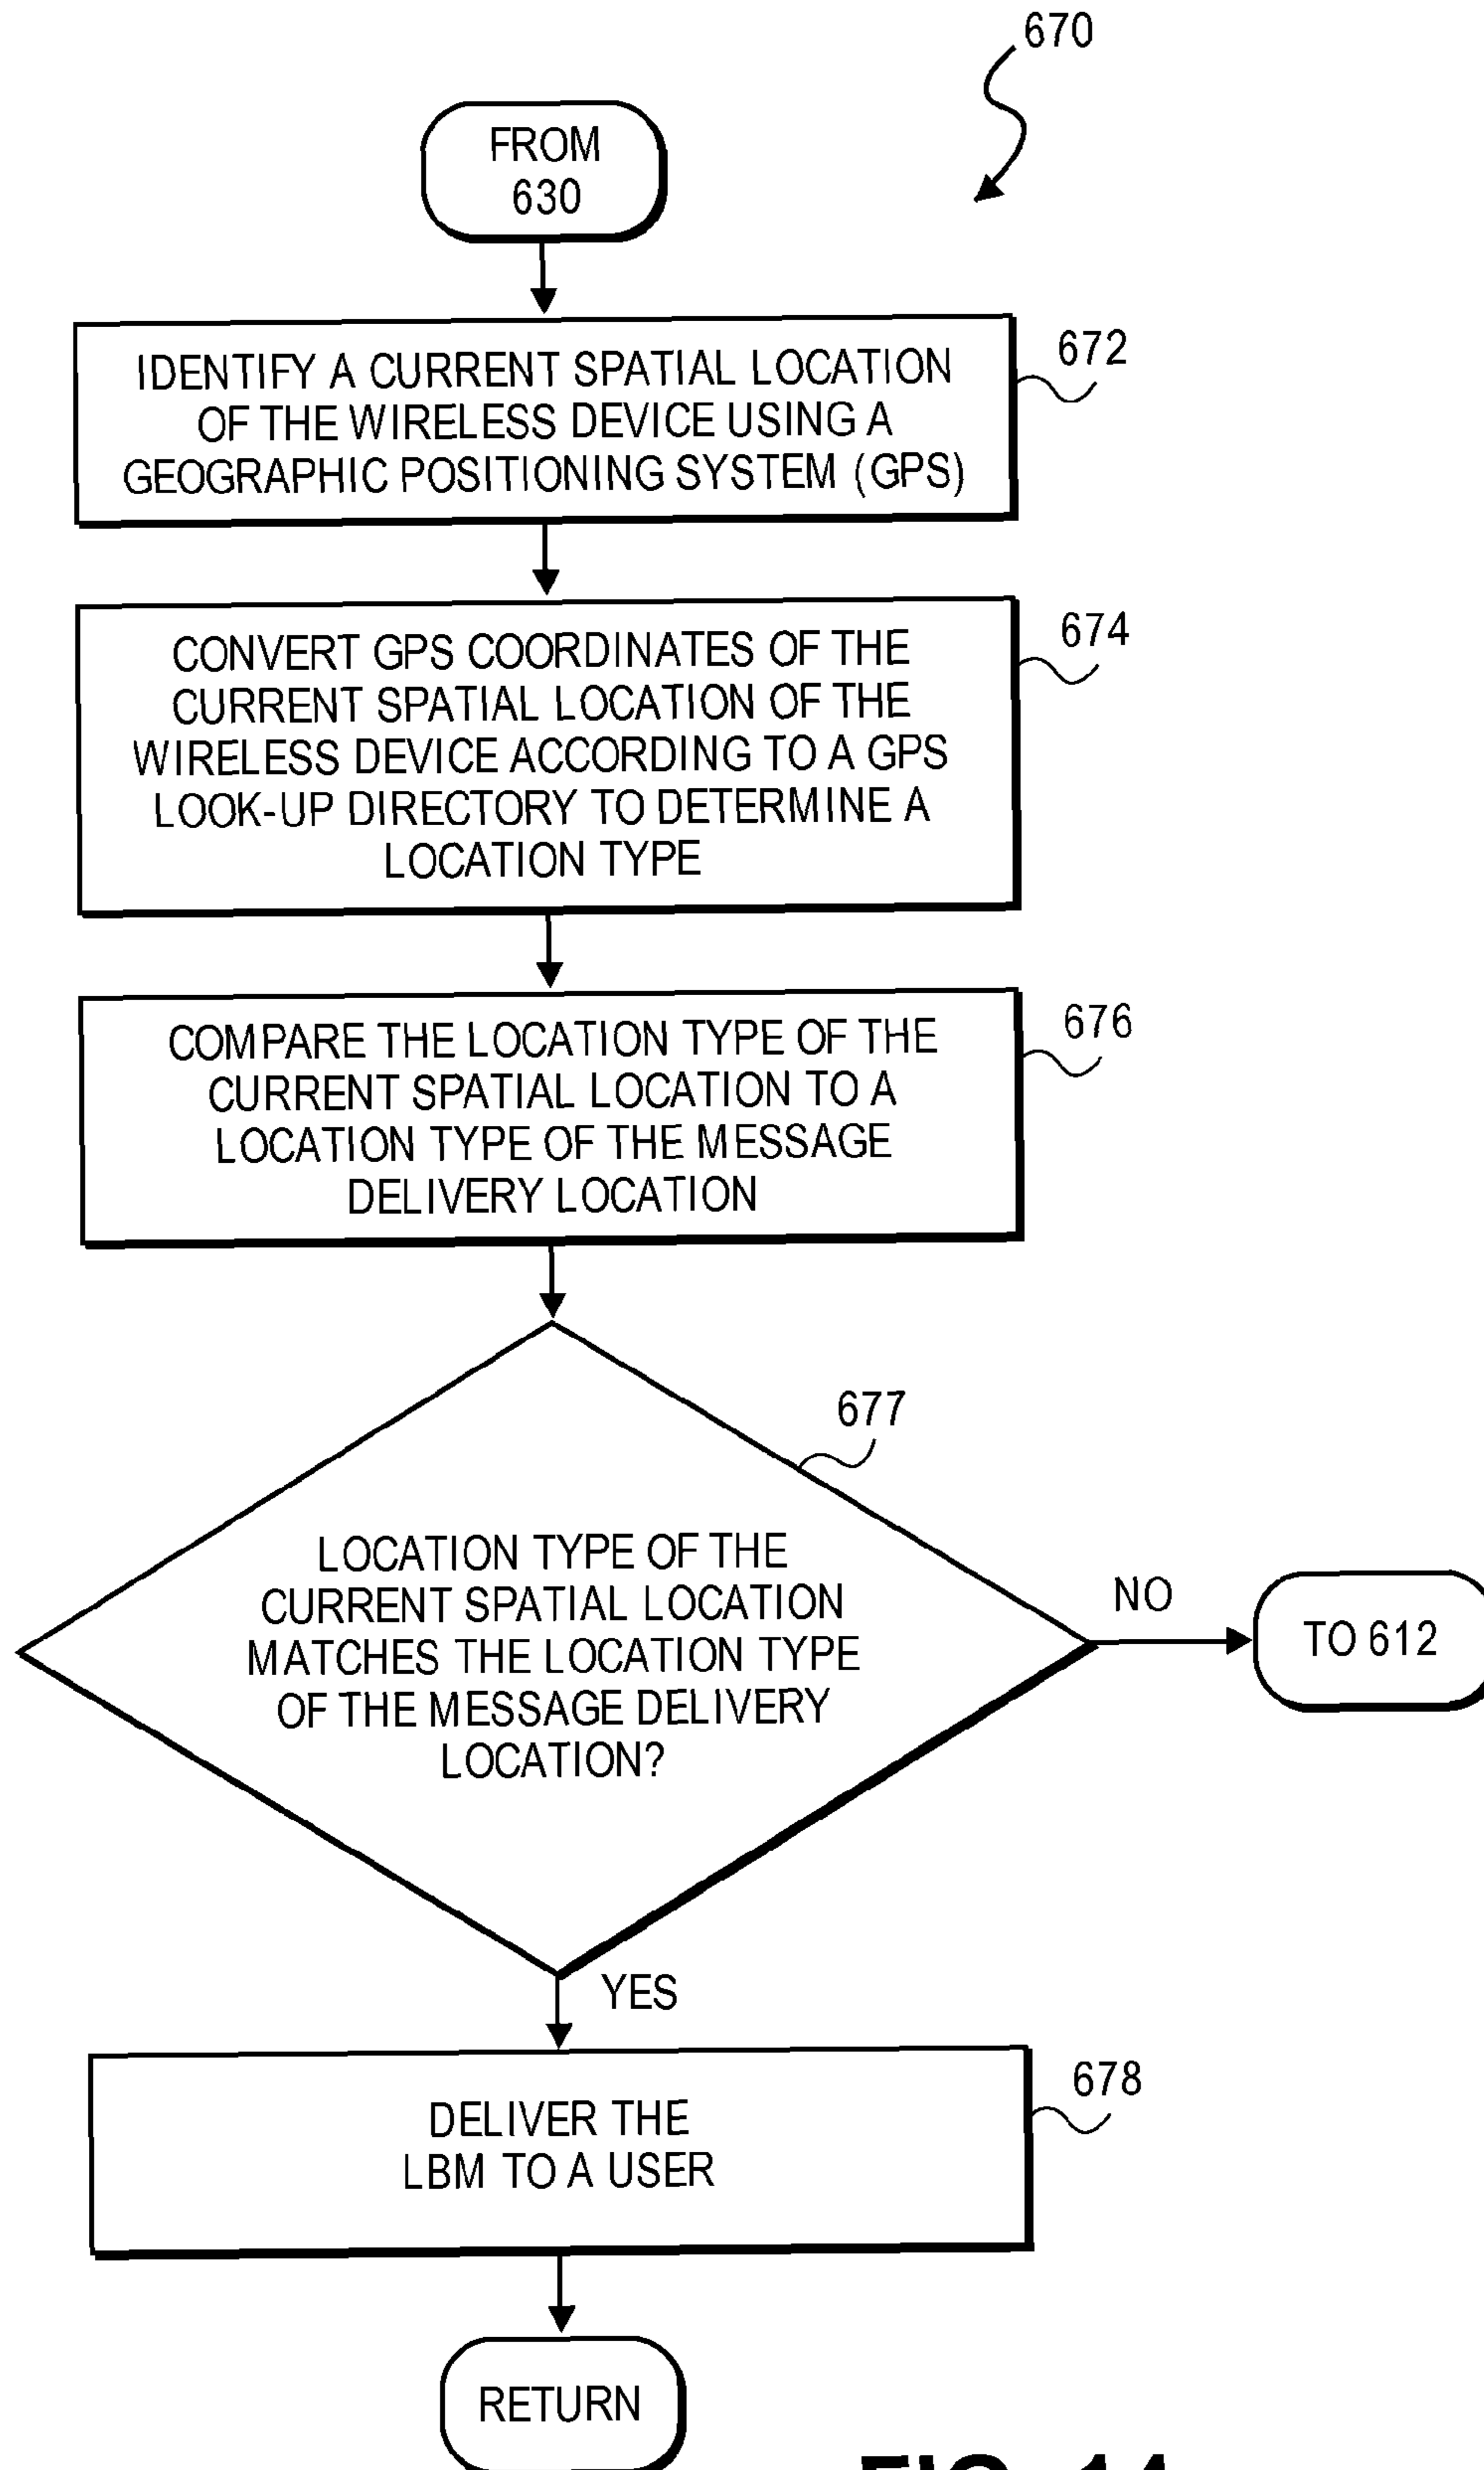 670
FROM
630
IDENTIFY A CURRENT SPATIAL LOCATION
OF THE WIRELESS DEVICE USING A
GEOGRAPHIC POSITIONING SYSTEM (GPS)
672
CONVERT GPS COORDINATES OF THE
CURRENT SPATIAL LOCATION OF THE
WIRELESS DEVICE ACCORDING TO A GPS
LOOK-UP DIRECTORY TO DETERMINE A
LOCATION TYPE
674
COMPARE THE LOCATION TYPE OF THE
CURRENT SPATIAL LOCATION TO A
LOCATION TYPE OF THE MESSAGE
DELIVERY LOCATION
676
677
LOCATION TYPE OF THE
CURRENT SPATIAL LOCATION
MATCHES THE LOCATION TYPE
OF THE MESSAGE DELIVERY
LOCATION?
NO
TO 612
YES
DELIVER THE
LBM TO A USER
678
RETURN